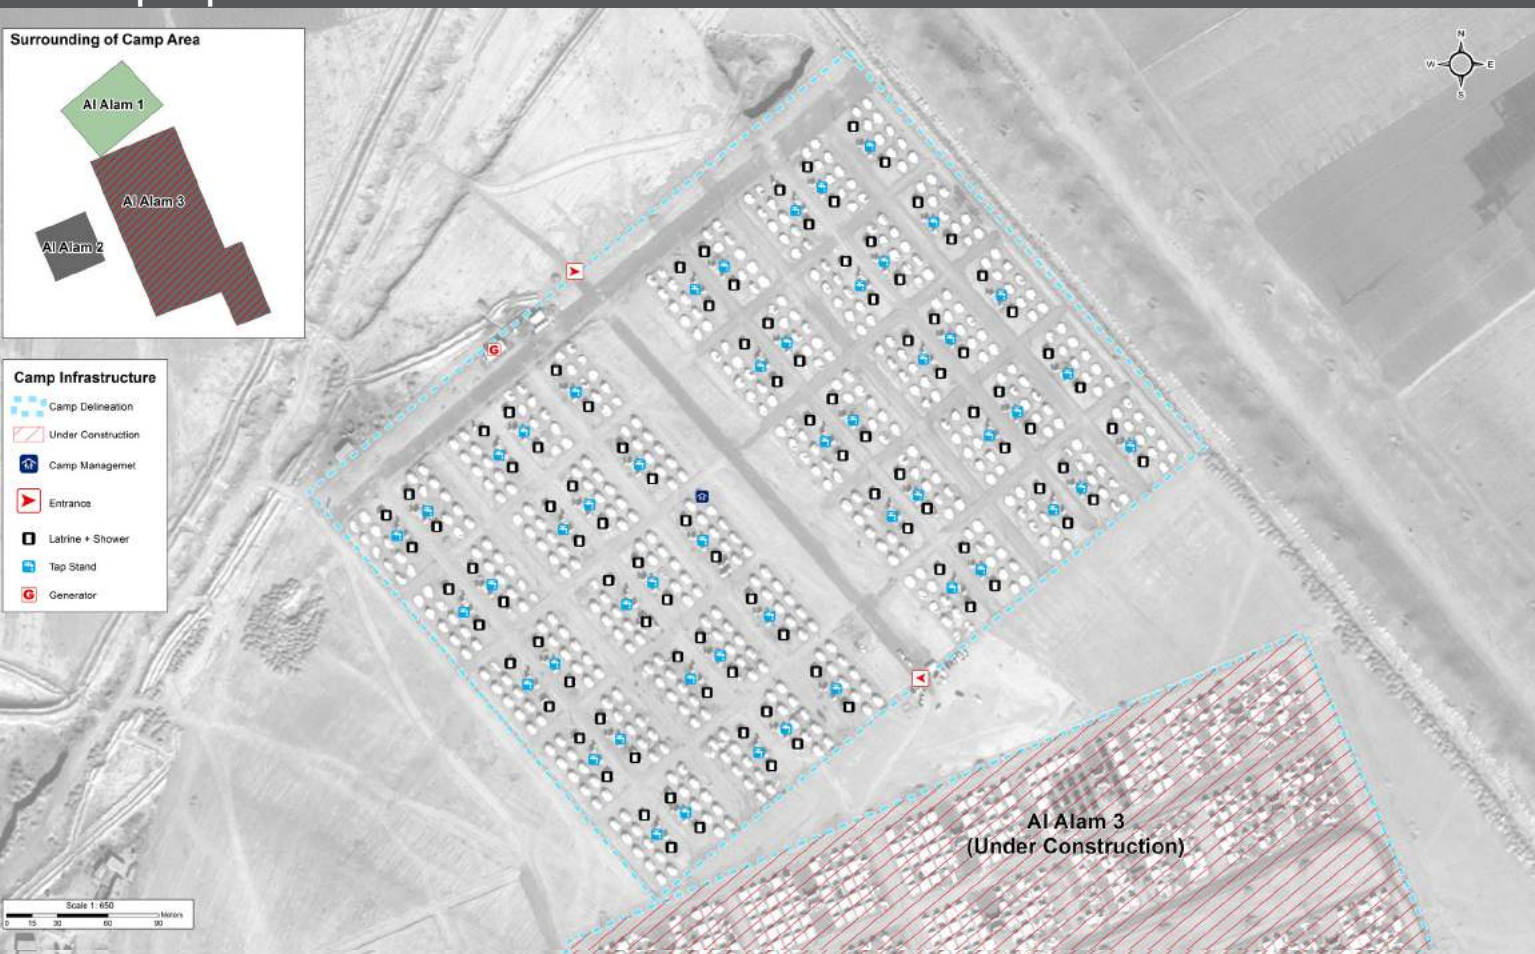 Surrounding of Camp Area
Al Alam 1
Al Alam 3
Al Alam 2
Camp Infrastructure
Camp Delineation
Under Construction
Camp Managemet
Entrance
Latrine + Shower
Tap Stand
G Generator
Scale 1: 650
Meters
0 15 30 60 90
N
W E
S
G
Al Alam 3
(Under Construction)